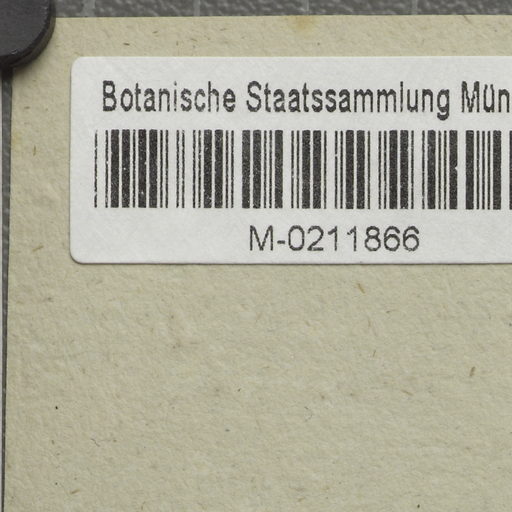 Botanische Staatssammlung Mün
M-0211866